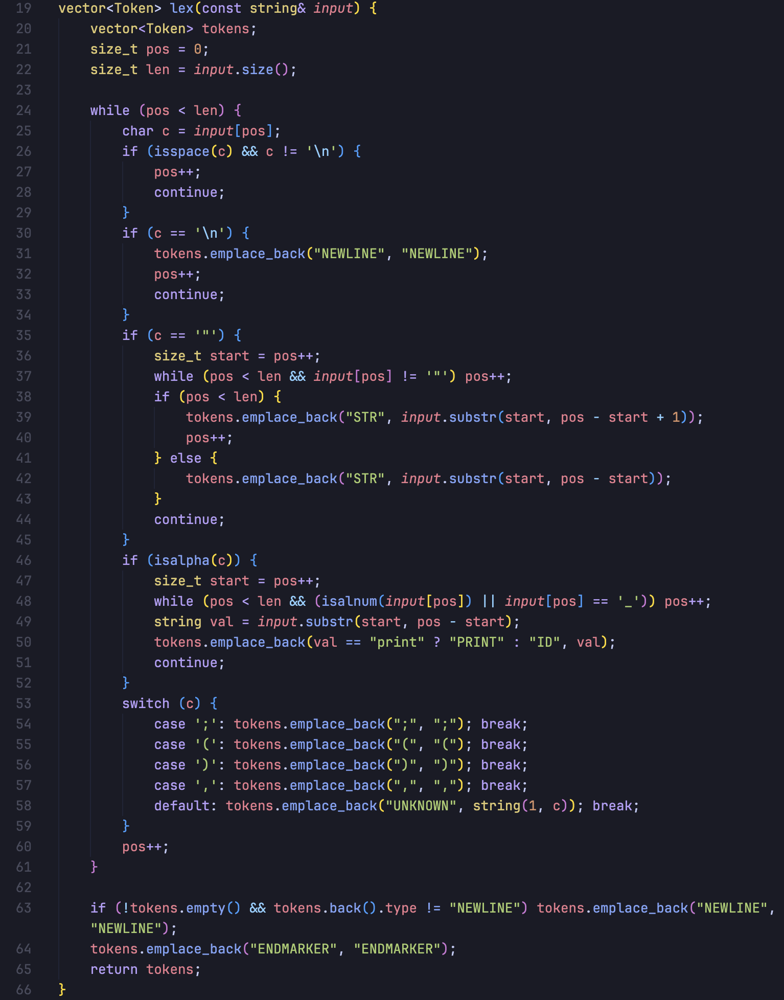 19 vector<Token> lex(const string& input) {
20     vector<Token> tokens;
21     size_t pos = 0;
22     size_t len = input.size();
23
24     while (pos < len) {
25         char c = input[pos];
26         if (isspace(c) && c != '\n') {
27             pos++;
28             continue;
29         }
30         if (c == '\n') {
31             tokens.emplace_back("NEWLINE", "NEWLINE");
32             pos++;
33             continue;
34         }
35         if (c == '"') {
36             size_t start = pos++;
37             while (pos < len && input[pos] != '"') pos++;
38             if (pos < len) {
39                 tokens.emplace_back("STR", input.substr(start, pos - start + 1));
40                 pos++;
41             } else {
42                 tokens.emplace_back("STR", input.substr(start, pos - start));
43             }
44             continue;
45         }
46         if (isalpha(c)) {
47             size_t start = pos++;
48             while (pos < len && (isalnum(input[pos]) || input[pos] == '_')) pos++;
49             string val = input.substr(start, pos - start);
50             tokens.emplace_back(val == "print" ? "PRINT" : "ID", val);
51             continue;
52         }
53         switch (c) {
54             case ';': tokens.emplace_back(";", ";"); break;
55             case '(': tokens.emplace_back("(", "("); break;
56             case ')': tokens.emplace_back(")", ")"); break;
57             case ',': tokens.emplace_back(",", ","); break;
58             default: tokens.emplace_back("UNKNOWN", string(1, c)); break;
59         }
60         pos++;
61     }
62
63     if (!tokens.empty() && tokens.back().type != "NEWLINE") tokens.emplace_back("NEWLINE",
    "NEWLINE");
64     tokens.emplace_back("ENDMARKER", "ENDMARKER");
65     return tokens;
66 }